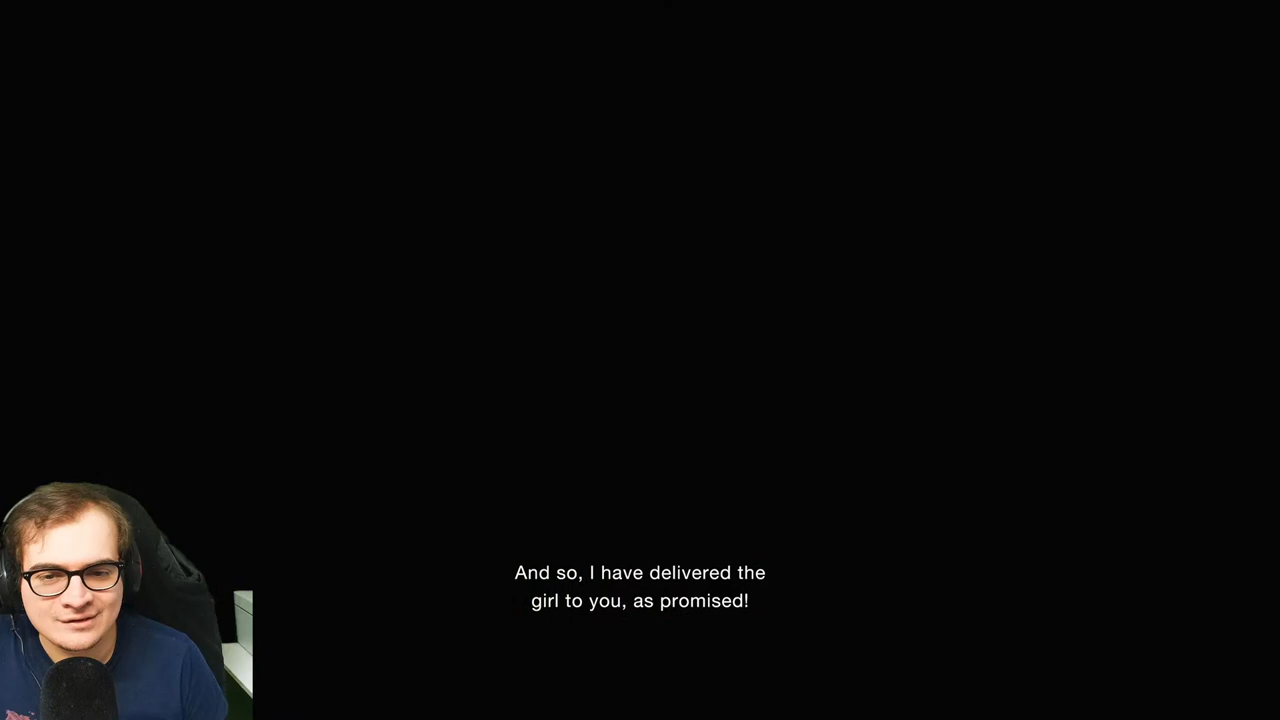 And so, I have delivered the
girl to you, as promised!